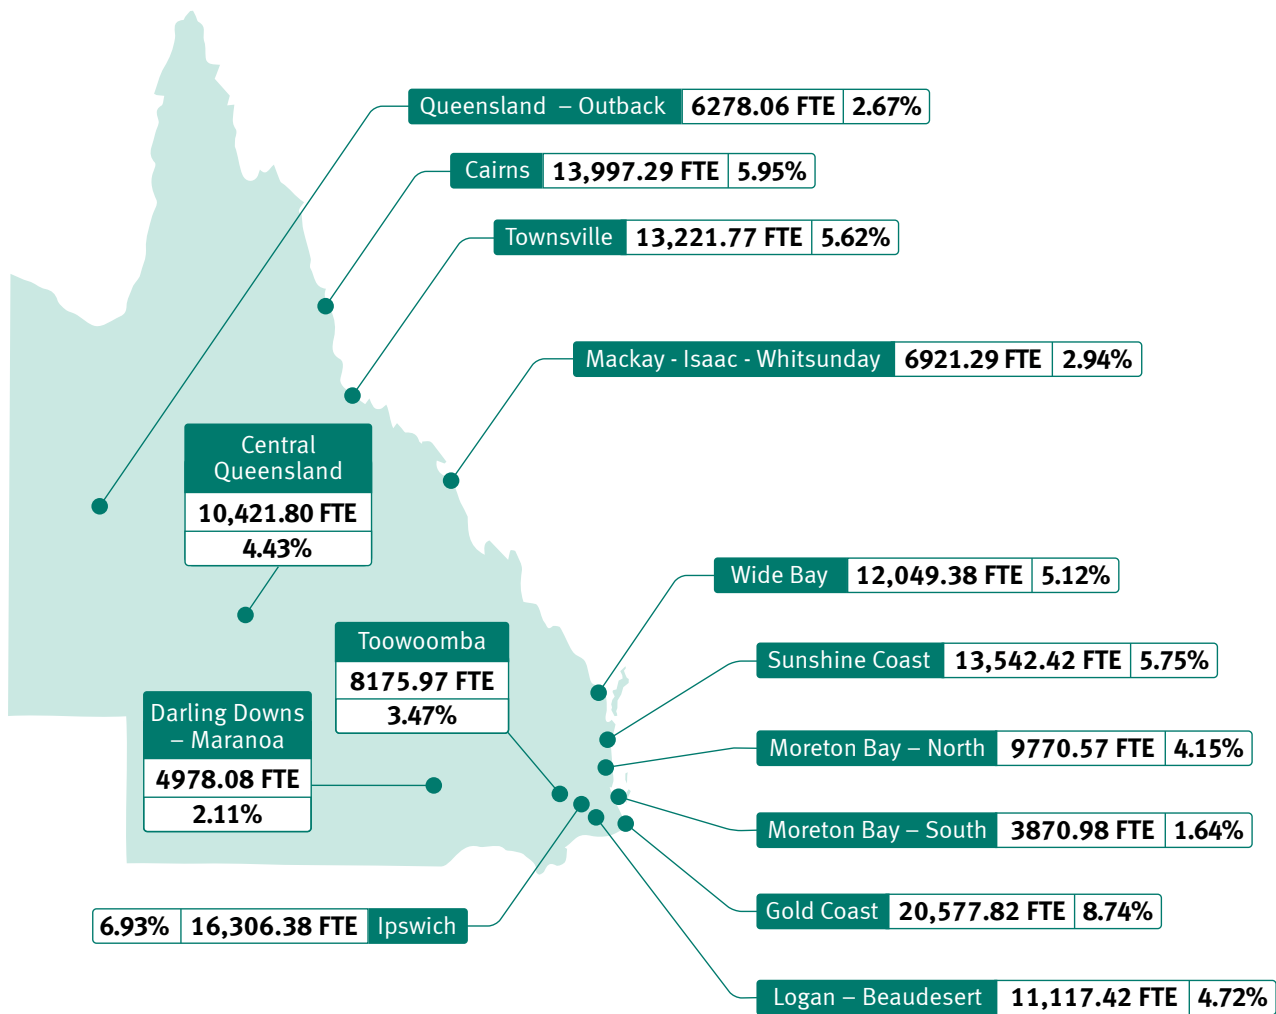 Queensland – Outback 6278.06 FTE 2.67%
Cairns 13,997.29 FTE 5.95%
Townsville 13,221.77 FTE 5.62%
Mackay - Isaac - Whitsunday 6921.29 FTE 2.94%
Central
Queensland
10,421.80 FTE
4.43%
Wide Bay 12,049.38 FTE 5.12%
Toowoomba
8175.97 FTE
3.47%
Sunshine Coast 13,542.42 FTE 5.75%
Darling Downs
– Maranoa
4978.08 FTE
2.11%
Moreton Bay – North 9770.57 FTE 4.15%
Moreton Bay – South 3870.98 FTE 1.64%
Gold Coast 20,577.82 FTE 8.74%
6.93% 16,306.38 FTE Ipswich
Logan – Beaudesert 11,117.42 FTE 4.72%